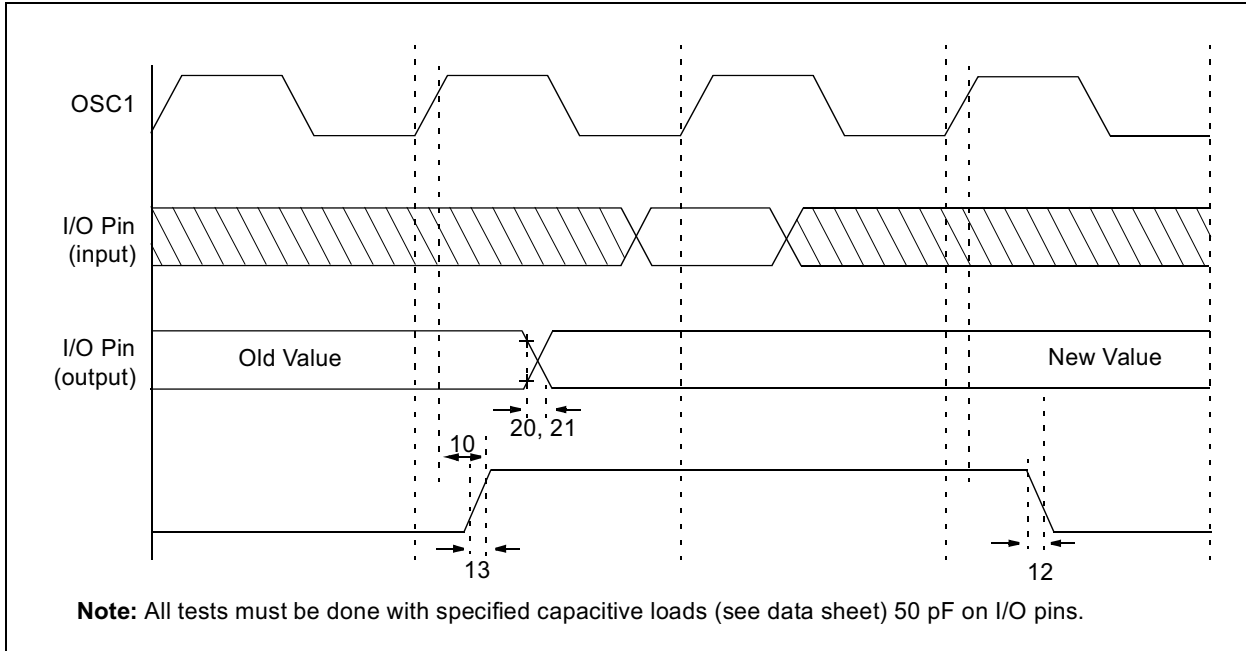 OSC1
I/O Pin
(input)
I/O Pin
(output)
Old Value
New Value
20, 21
10
13
12
Note: All tests must be done with specified capacitive loads (see data sheet) 50 pF on I/O pins.